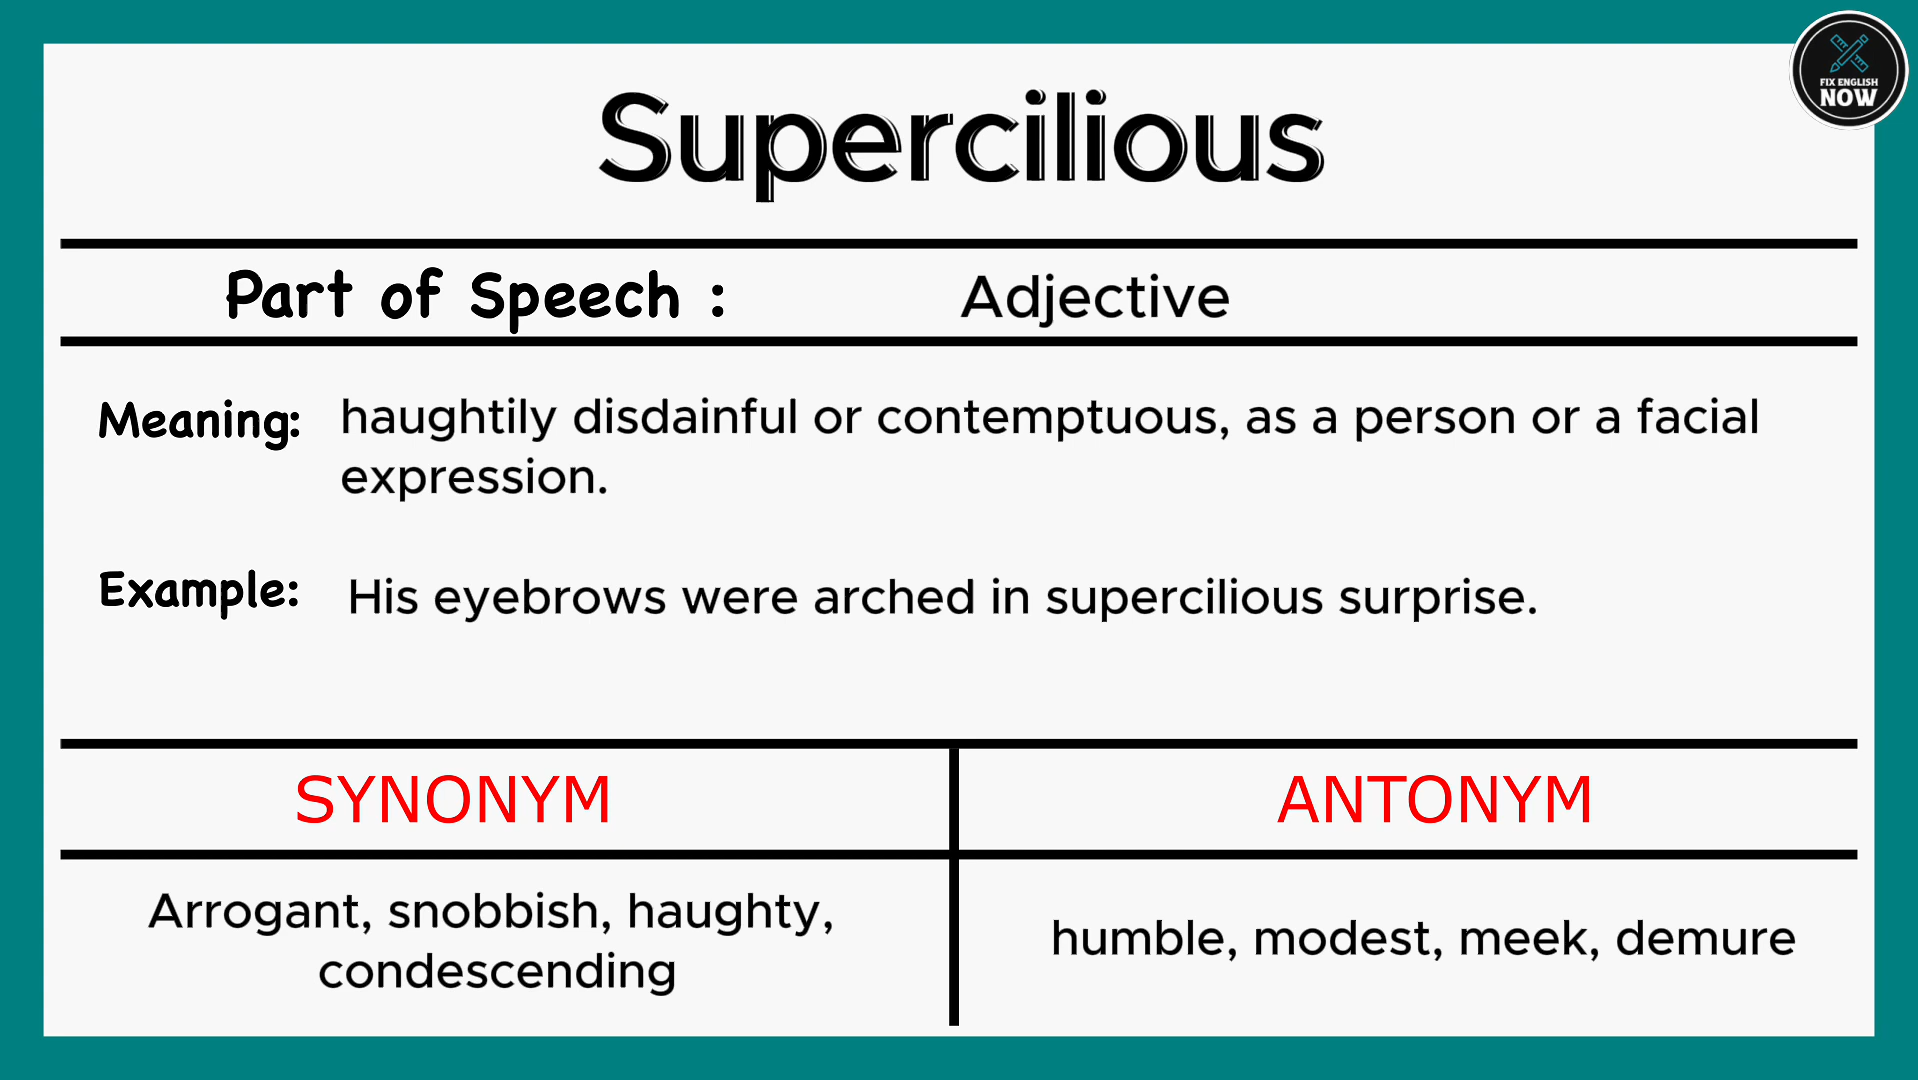 FIX ENGLISH
NOW
Supercilious
Part of Speech : Adjective
Meaning: haughtily disdainful or contemptuous, as a person or a facial
expression.
Example: His eyebrows were arched in supercilious surprise.
SYNONYM
ANTONYM
Arrogant, snobbish, haughty,
condescending
humble, modest, meek, demure